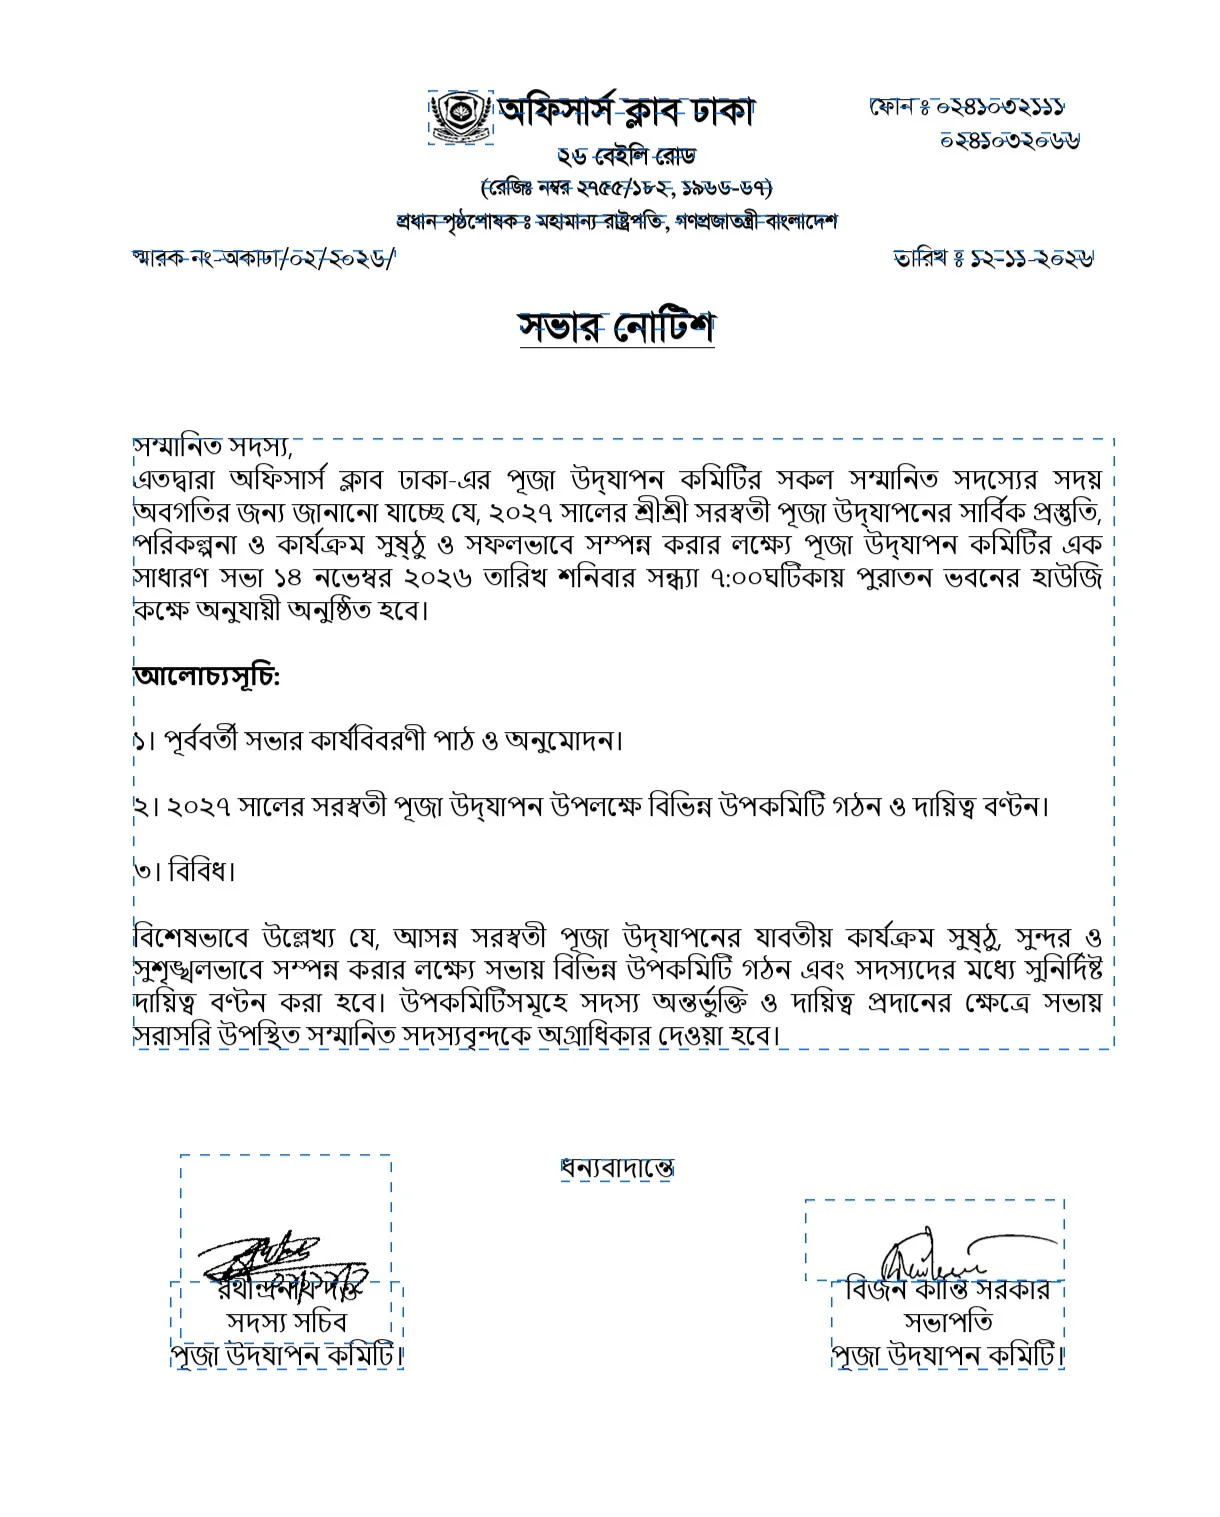 অফিসার্স ক্লাব ঢাকা
ফোন ঃ ০২৪১০৩২১১১
০২৪১০৩২০৬৬
২৬ বেইলি রোড
(রেজিঃ নম্বর ২৭৫৫/১৮২, ১৯৬৬-৬৭)
প্রধান পৃষ্ঠপোষক ঃ মহামান্য রাষ্ট্রপতি, গণপ্রজাতন্ত্রী বাংলাদেশ
স্মারক নং-অকাঢা/০২/২০২৬/
তারিখ ঃ ১২-১১-২০২৬
সভার নোটিশ
সম্মানিত সদস্য,
এতদ্বারা অফিসার্স ক্লাব ঢাকা-এর পূজা উদ্‌যাপন কমিটির সকল সম্মানিত সদস্যের সদয়
অবগতির জন্য জানানো যাচ্ছে যে, ২০২৭ সালের শ্রীশ্রী সরস্বতী পূজা উদ্‌যাপনের সার্বিক প্রস্তুতি,
পরিকল্পনা ও কার্যক্রম সুষ্ঠু ও সফলভাবে সম্পন্ন করার লক্ষ্যে পূজা উদ্‌যাপন কমিটির এক
সাধারণ সভা ১৪ নভেম্বর ২০২৬ তারিখ শনিবার সন্ধ্যা ৭:০০ঘটিকায় পুরাতন ভবনের হাউজি
কক্ষে অনুযায়ী অনুষ্ঠিত হবে।
আলোচ্যসূচি:
১। পূর্ববর্তী সভার কার্যবিবরণী পাঠ ও অনুমোদন।
২। ২০২৭ সালের সরস্বতী পূজা উদ্‌যাপন উপলক্ষে বিভিন্ন উপকমিটি গঠন ও দায়িত্ব বণ্টন।
৩। বিবিধ।
বিশেষভাবে উল্লেখ্য যে, আসন্ন সরস্বতী পূজা উদ্‌যাপনের যাবতীয় কার্যক্রম সুষ্ঠু, সুন্দর ও
সুশৃঙ্খলভাবে সম্পন্ন করার লক্ষ্যে সভায় বিভিন্ন উপকমিটি গঠন এবং সদস্যদের মধ্যে সুনির্দিষ্ট
দায়িত্ব বণ্টন করা হবে। উপকমিটিসমূহে সদস্য অন্তর্ভুক্তি ও দায়িত্ব প্রদানের ক্ষেত্রে সভায়
সরাসরি উপস্থিত সম্মানিত সদস্যবৃন্দকে অগ্রাধিকার দেওয়া হবে।
ধন্যবাদান্তে
রথীন্দ্রনাথ দত্ত
সদস্য সচিব
পূজা উদযাপন কমিটি।
বিজন কান্তি সরকার
সভাপতি
পূজা উদযাপন কমিটি।